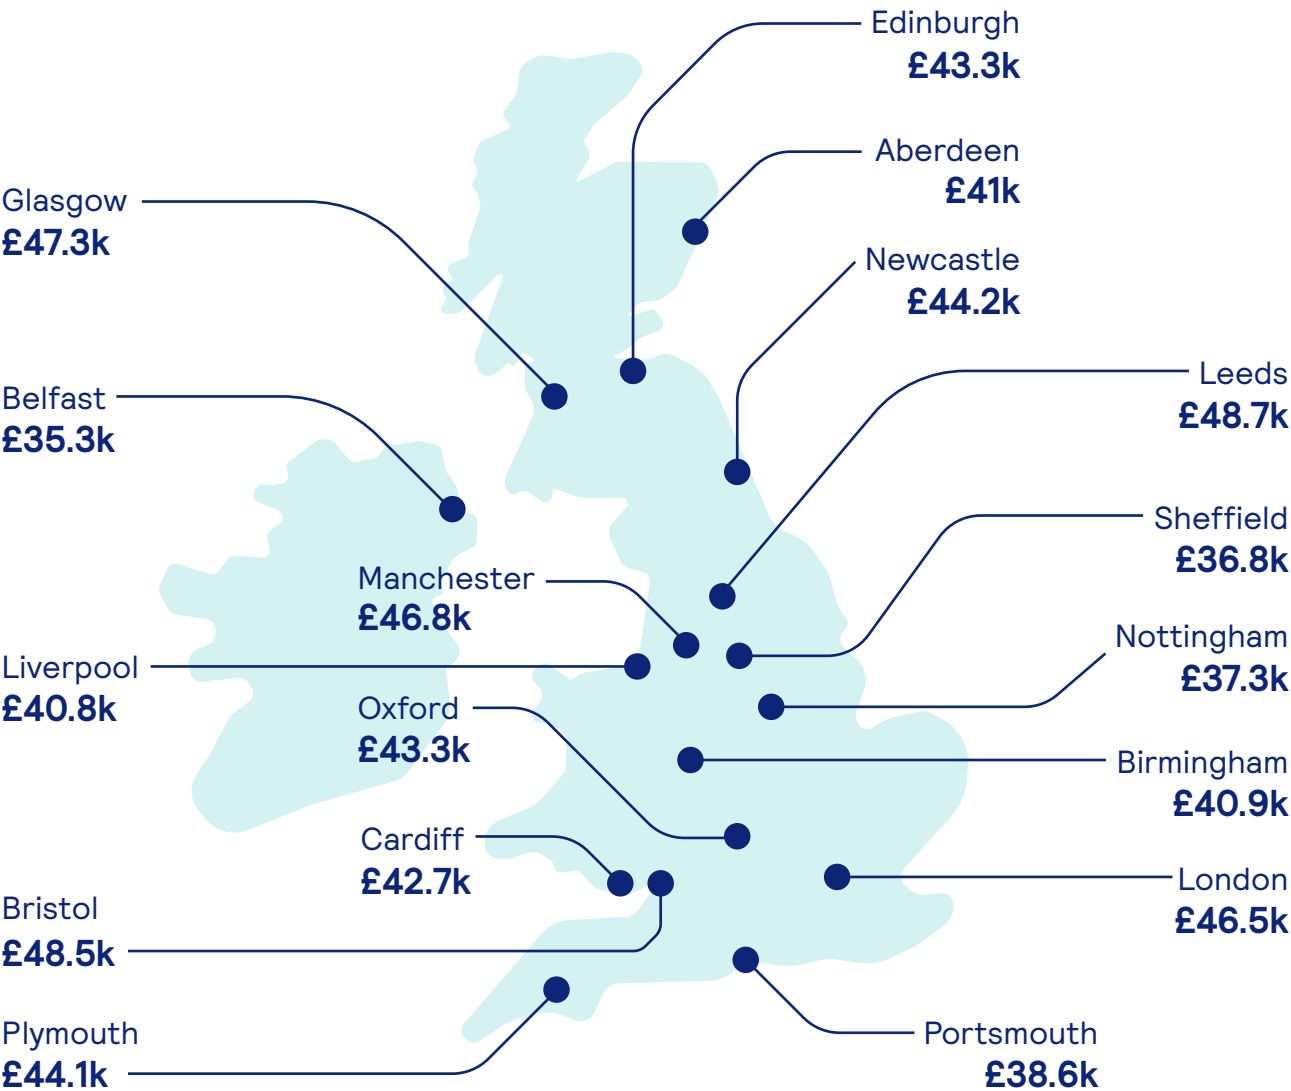 Edinburgh
£43.3k
Aberdeen
£41k
Glasgow
£47.3k
Newcastle
£44.2k
Leeds
£48.7k
Belfast
£35.3k
Sheffield
£36.8k
Manchester
£46.8k
Nottingham
£37.3k
Liverpool
£40.8k
Oxford
£43.3k
Birmingham
£40.9k
Cardiff
£42.7k
London
£46.5k
Bristol
£48.5k
Plymouth
£44.1k
Portsmouth
£38.6k